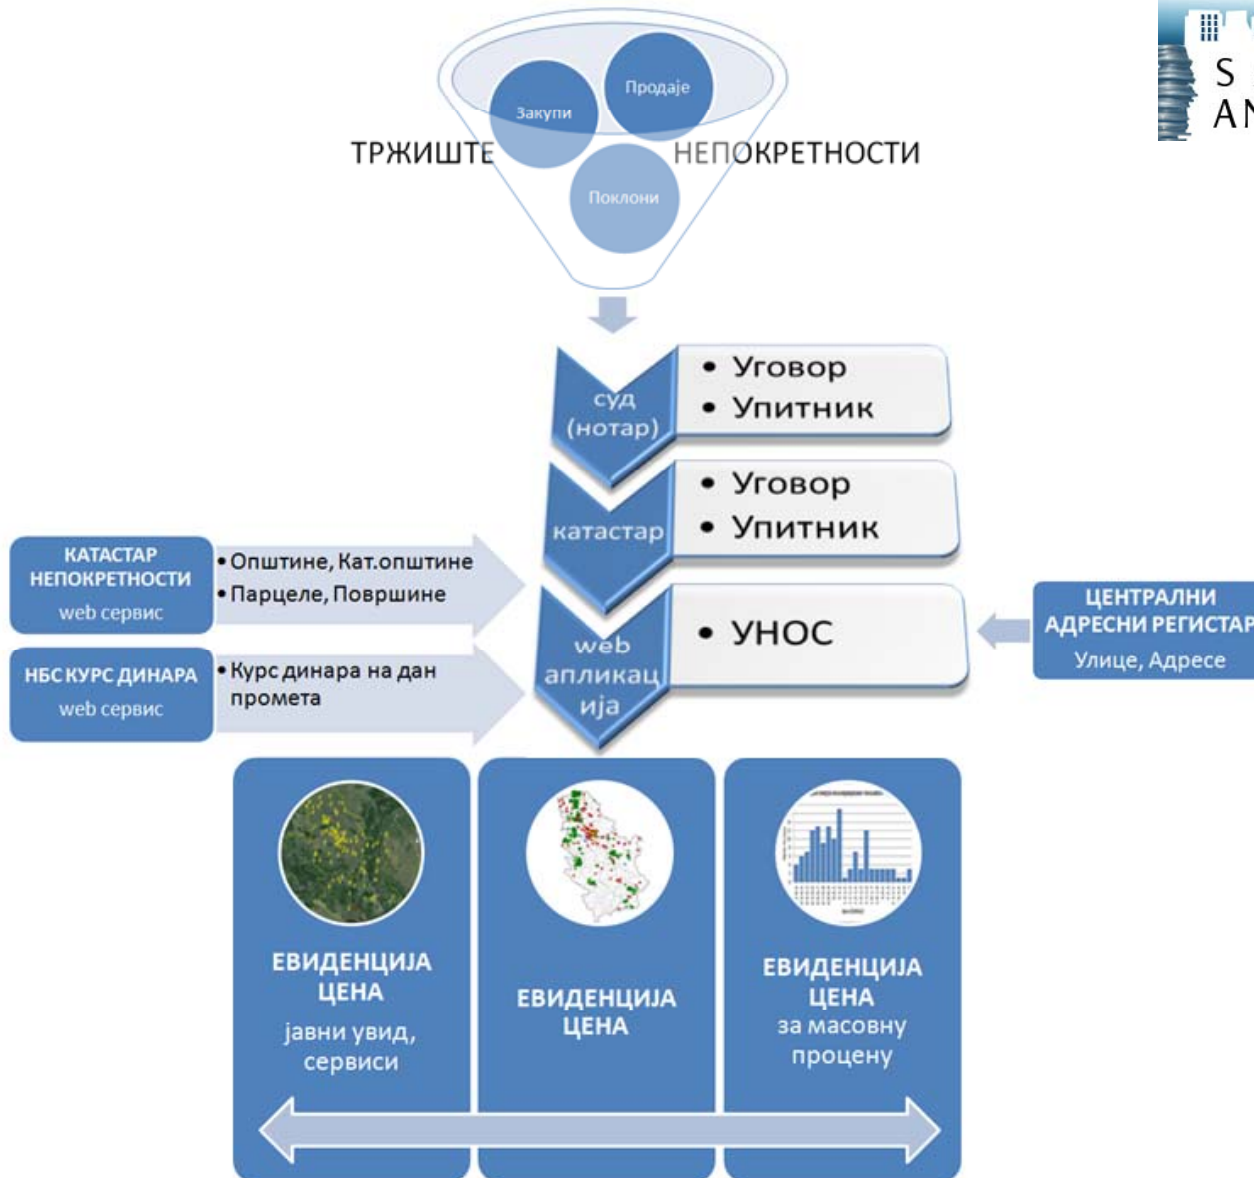 Продаје
Закупи
ТРЖИШТЕ НЕПОКРЕТНОСТИ
Поклони
суд
(нотар)
• Уговор
• Упитник
катастар
• Уговор
• Упитник
КАТАСТАР
НЕПОКРЕТНОСТИ
web сервис
• Општине, Кат.општине
• Парцеле, Површине
web
апликац
ија
• УНОС
ЦЕНТРАЛНИ
АДРЕСНИ РЕГИСТАР
Улице, Адресе
НБС КУРС ДИНАРА
web сервис
• Курс динара на дан
промета
ЕВИДЕНЦИЈА
ЦЕНА
јавни увид,
сервиси
ЕВИДЕНЦИЈА
ЦЕНА
ЕВИДЕНЦИЈА
ЦЕНА
за масовну
процену